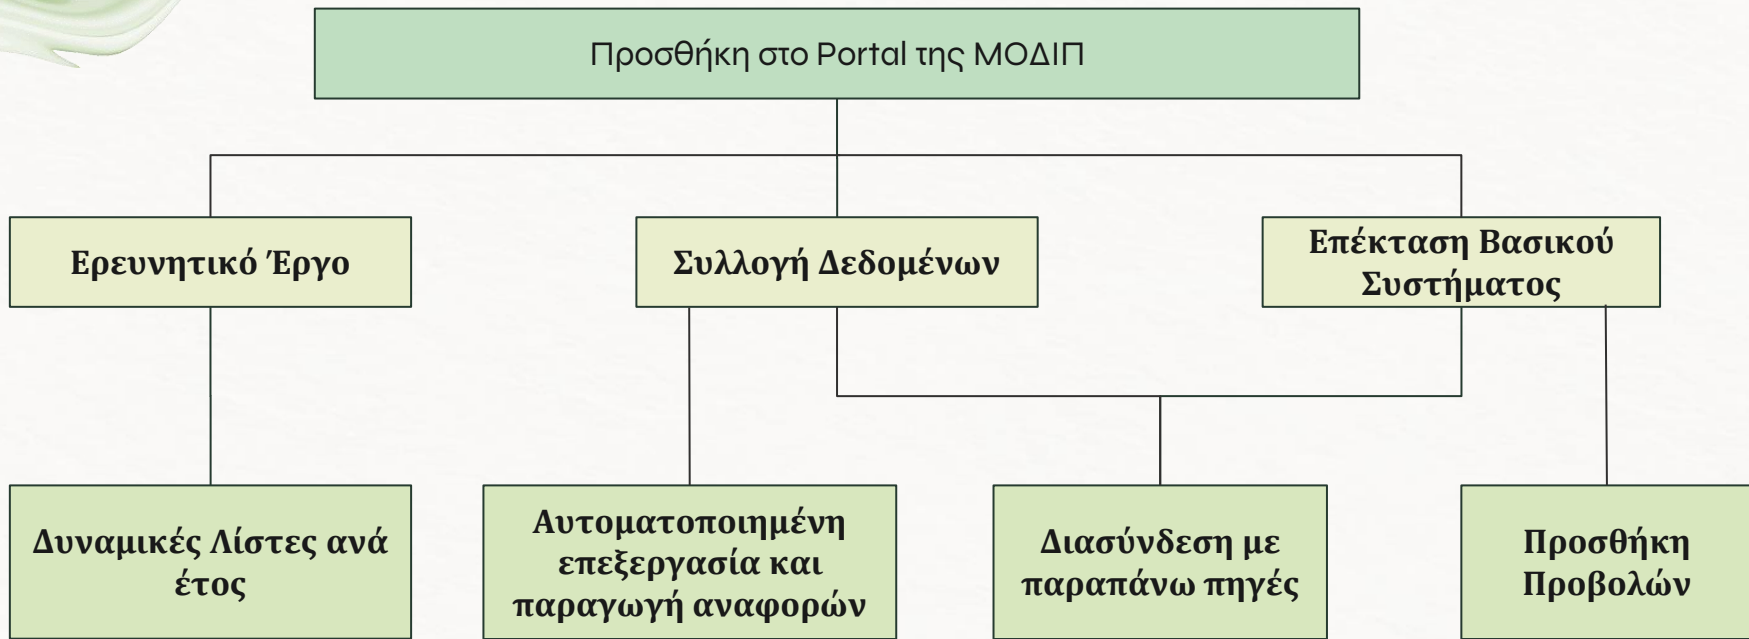 Προσθήκη στο Portal της ΜΟΔΙΠ
Ερευνητικό Έργο
Συλλογή Δεδομένων
Επέκταση Βασικού
Συστήματος
Δυναμικές Λίστες ανά
έτος
Αυτοματοποιημένη
επεξεργασία και
παραγωγή αναφορών
Διασύνδεση με
παραπάνω πηγές
Προσθήκη
Προβολών